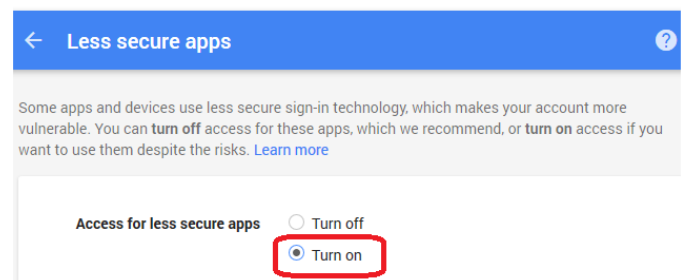 Less secure apps
Some apps and devices use less secure sign-in technology, which makes your account more
vulnerable. You can turn off access for these apps, which we recommend, or turn on access if you
want to use them despite the risks. Learn more
Access for less secure apps
Turn off
Turn on